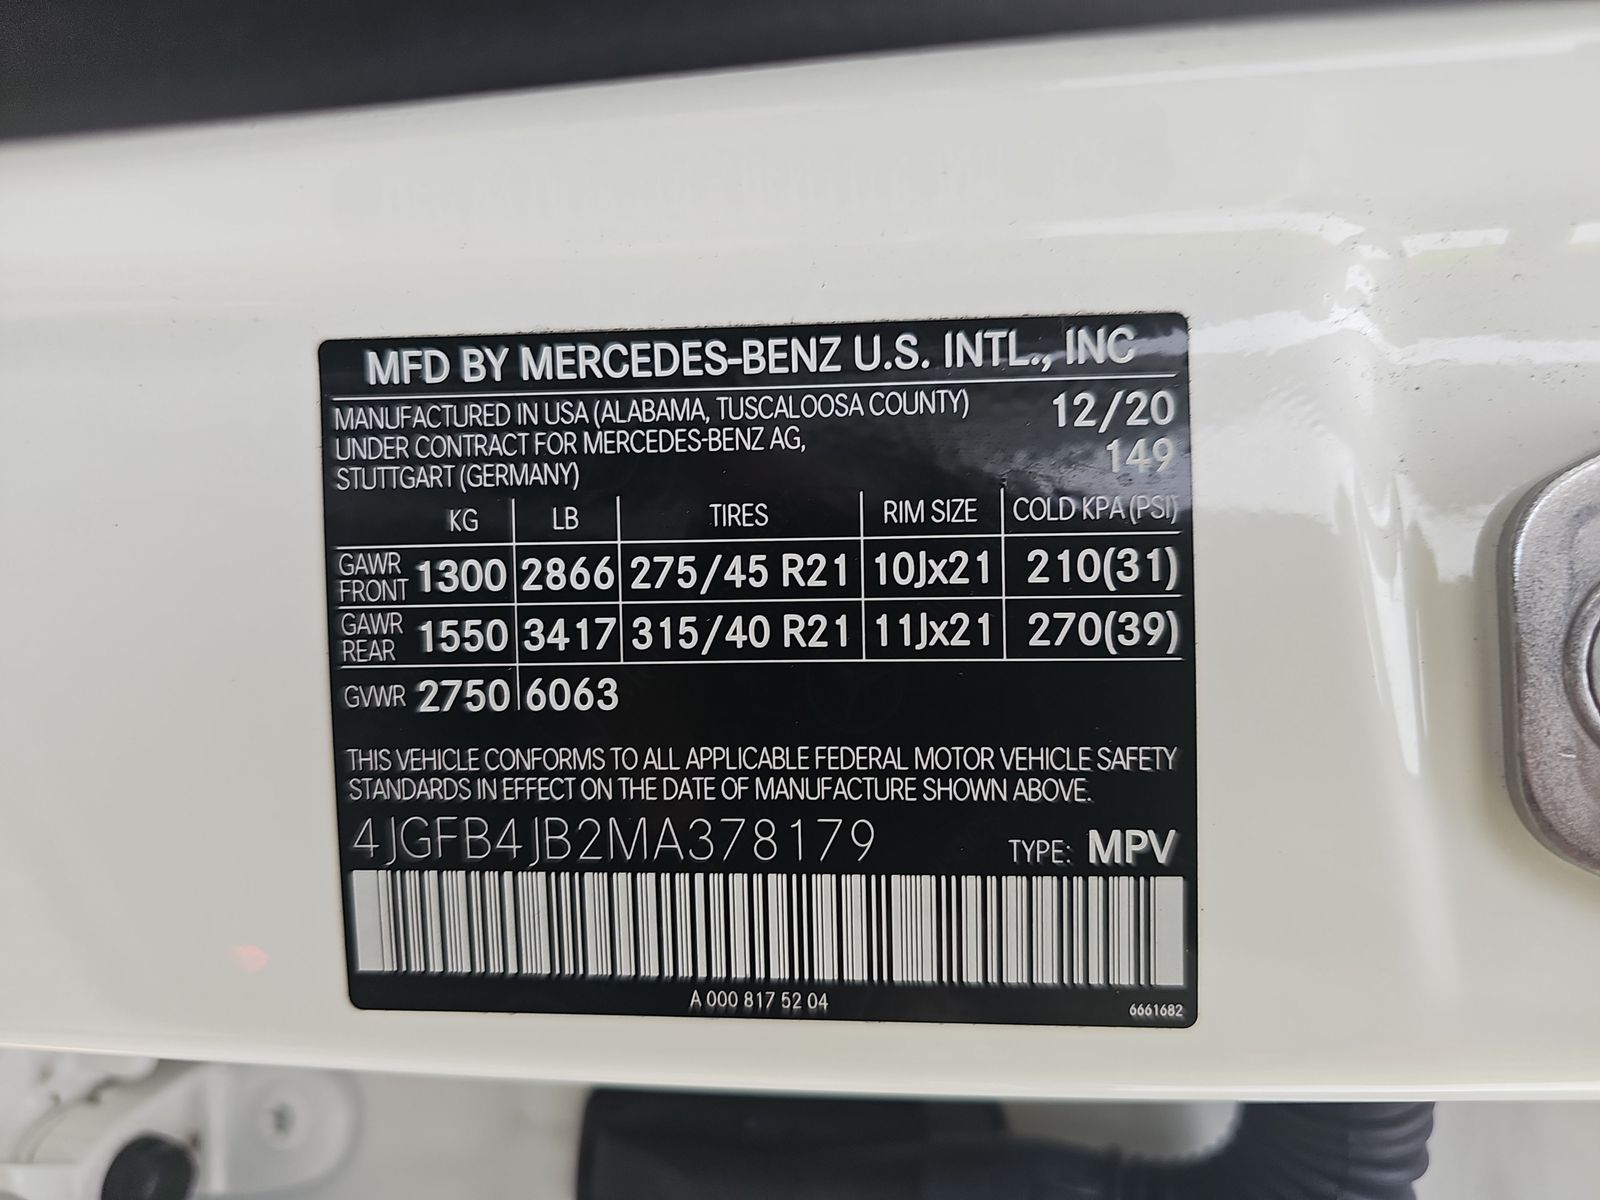 MFD BY MERCEDES-BENZ U.S. INTL., INC
MANUFACTURED IN USA (ALABAMA, TUSCALOOSA COUNTY) 12/20
UNDER CONTRACT FOR MERCEDES-BENZ AG, 149
STUTTGART (GERMANY)
KG LB TIRES RIM SIZE COLD KPA (PSI)
GAWR FRONT 1300 2866 275/45 R21 10Jx21 210(31)
GAWR REAR 1550 3417 315/40 R21 11Jx21 270(39)
GVWR 2750 6063
THIS VEHICLE CONFORMS TO ALL APPLICABLE FEDERAL MOTOR VEHICLE SAFETY
STANDARDS IN EFFECT ON THE DATE OF MANUFACTURE SHOWN ABOVE.
4JGFB4JB2MA378179 TYPE: MPV
A 000 817 52 04
6661682